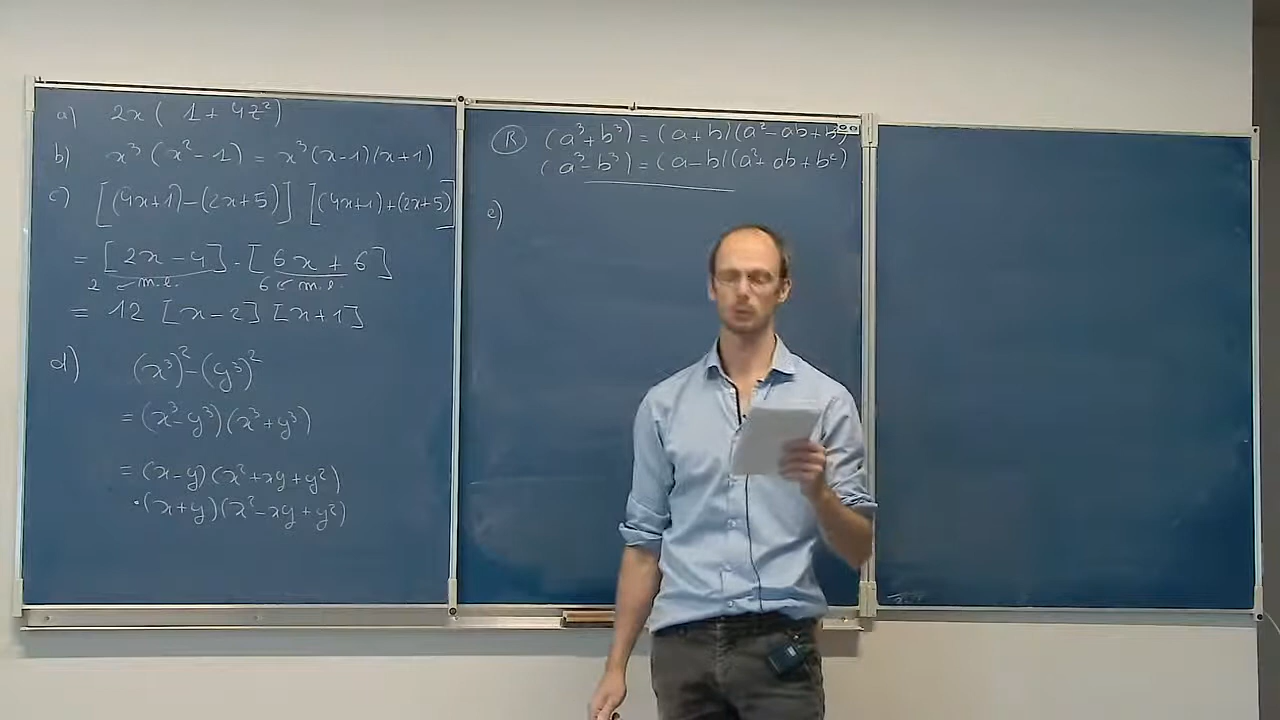 a) 2x ( 1 + 4z²)
b) x³ (x² - 1) = x³ (x-1)(x+1)
c) [(4x+1)-(2x+5)] [(4x+1)+(2x+5)]
= [2x - 4] · [6x + 6]
2 m.e. 6 m.e.
= 12 [x-2] [x+1]
d) (x³)² - (y³)²
= (x³-y³)(x³+y³)
= (x-y)(x²+xy+y²)
·(x+y)(x²-xy+y²)
R (a³+b³) = (a+b)(a²-ab+b²)
(a³-b³) = (a-b)(a²+ab+b²)
e)